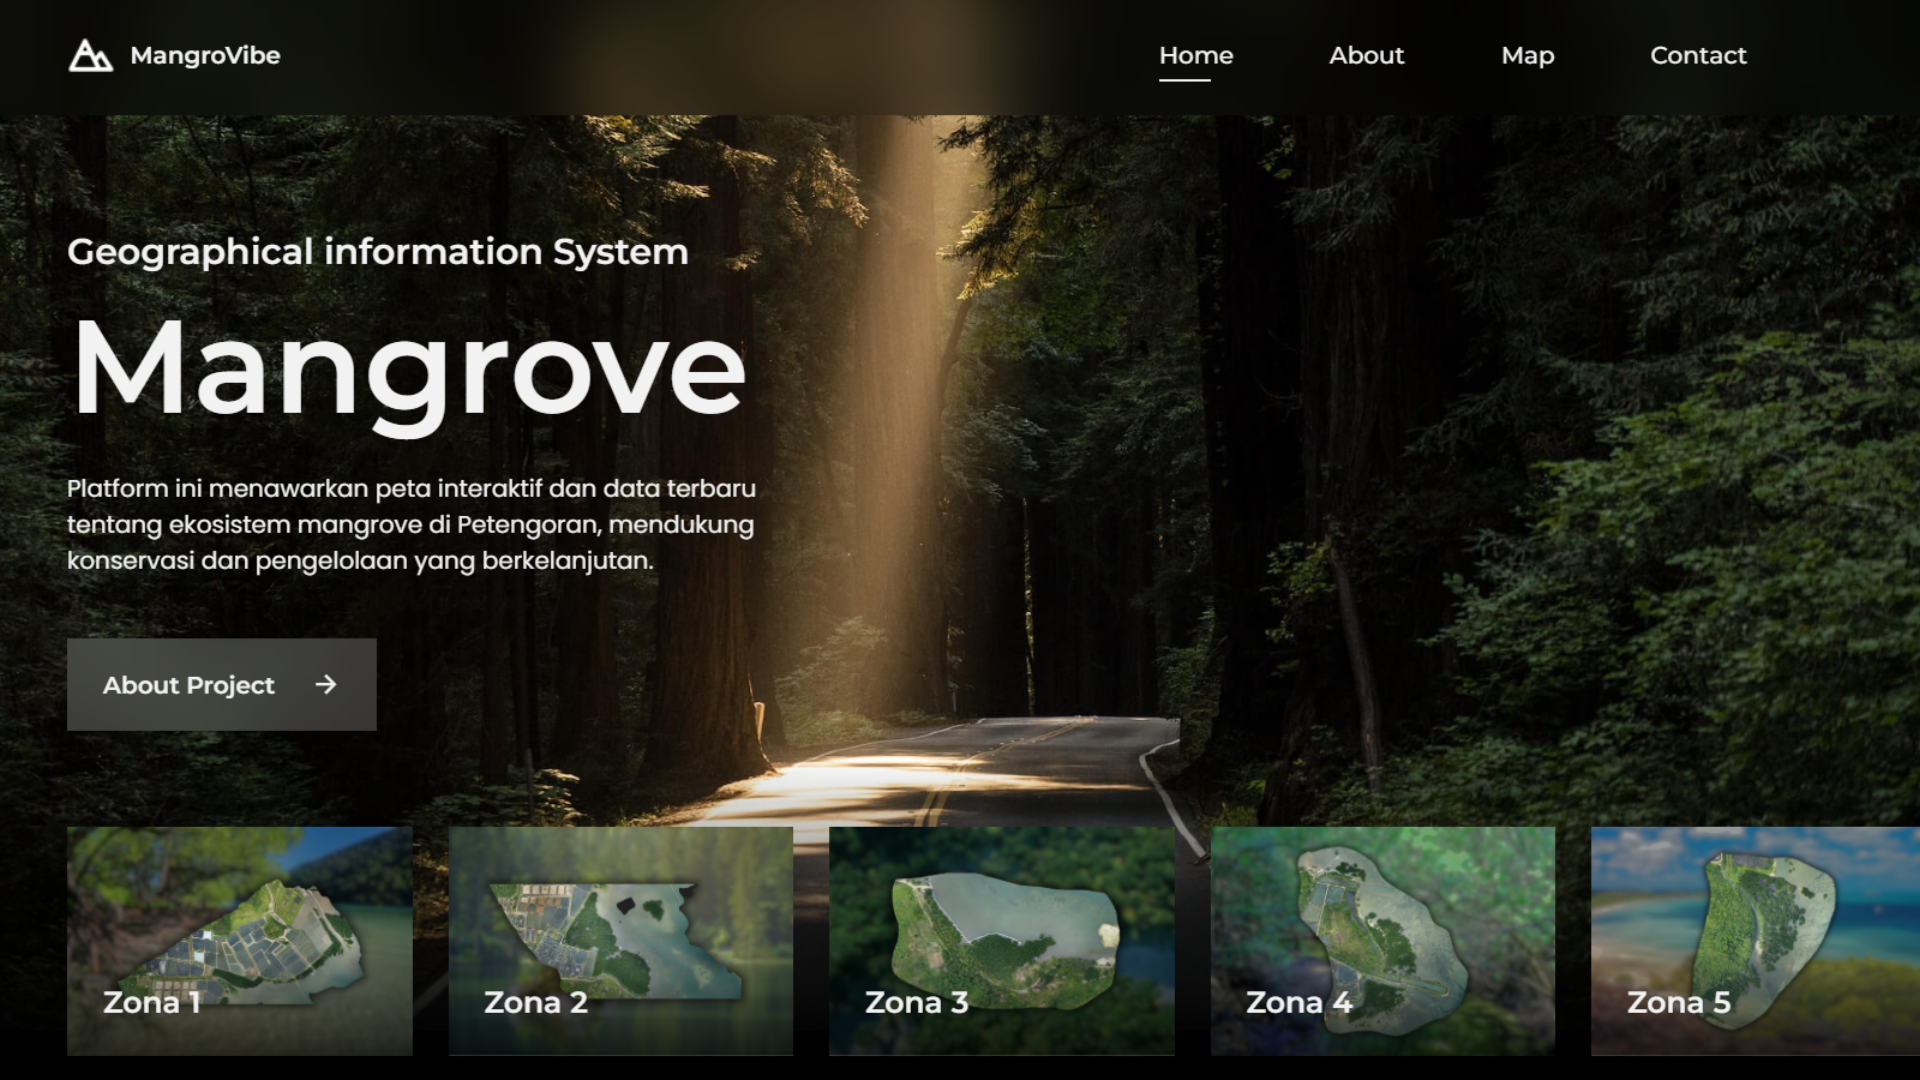 MangroVibe
Home
About
Map
Contact
Geographical information System
Mangrove
Platform ini menawarkan peta interaktif dan data terbaru
tentang ekosistem mangrove di Petengoran, mendukung
konservasi dan pengelolaan yang berkelanjutan.
About Project
Zona 1
Zona 2
Zona 3
Zona 4
Zona 5